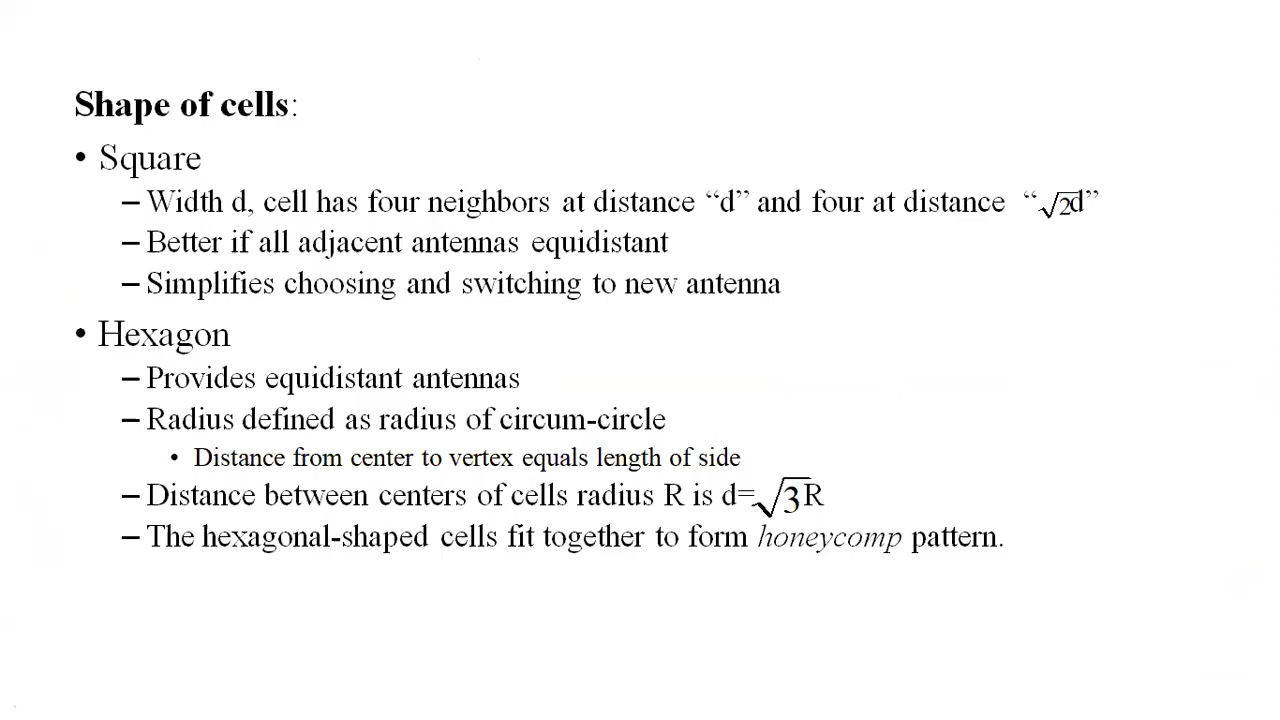 Shape of cells:
• Square
– Width d, cell has four neighbors at distance “d” and four at distance “√2d”
– Better if all adjacent antennas equidistant
– Simplifies choosing and switching to new antenna
• Hexagon
– Provides equidistant antennas
– Radius defined as radius of circum-circle
• Distance from center to vertex equals length of side
– Distance between centers of cells radius R is d=√3R
– The hexagonal-shaped cells fit together to form honeycomp pattern.